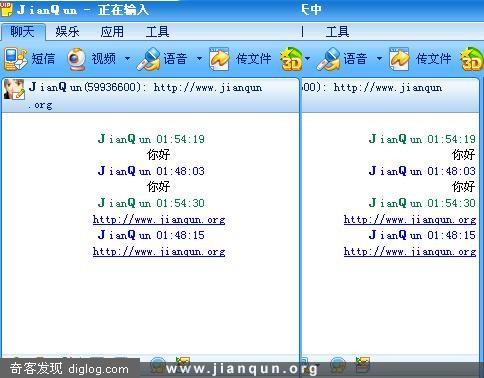 JianQun - 正在输入
天中
聊天 娱乐 应用 工具
工具
短信 视频 语音 传文件 3D
语音 传文件 3D
JianQun(59936600): http://www.jianqun
.org
600): http://www.jianqun
JianQun 01:54:19
你好
JianQun 01:48:03
你好
JianQun 01:54:30
http://www.jianqun.org
JianQun 01:48:15
http://www.jianqun.org
JianQun 01:54:19
你好
JianQun 01:48:03
你好
JianQun 01:54:30
http://www.jianqun.org
JianQun 01:48:15
http://www.jianqun.org
奇客发现 diglog.com
www.jianqun.org